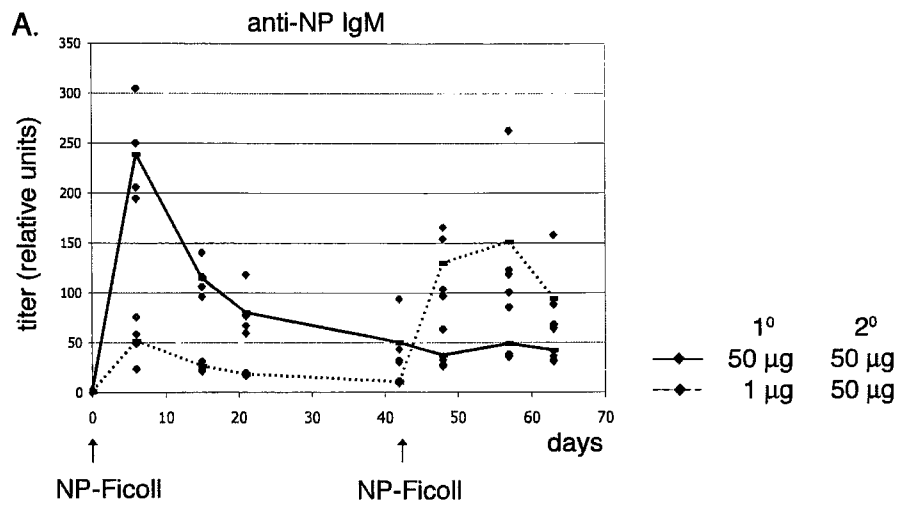 A.
anti-NP IgM
titer (relative units)
350
300
250
200
150
100
50
0
0 10 20 30 40 50 60 70
days
NP-Ficoll NP-Ficoll
1⁰ 2⁰
50 µg 50 µg
1 µg 50 µg